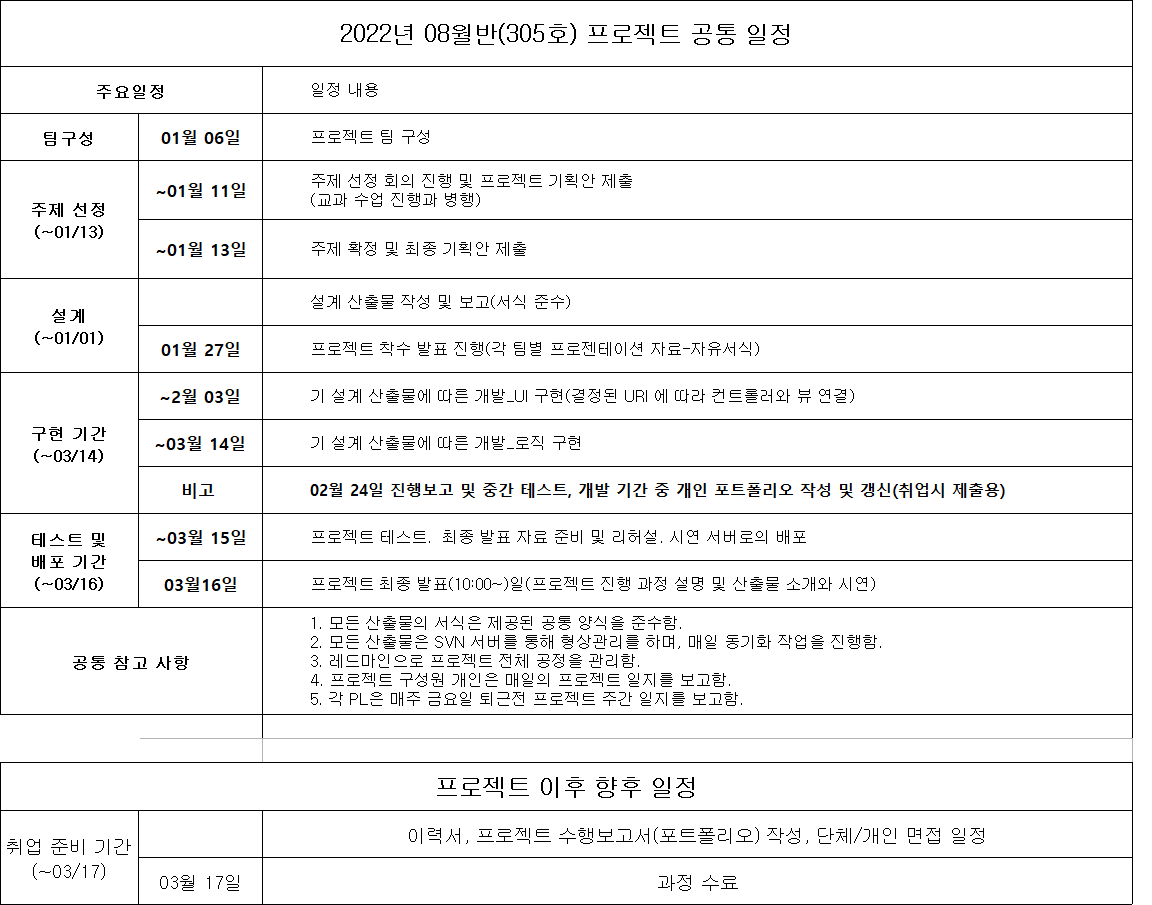 2022년 08월반(305호) 프로젝트 공통 일정
주요일정
일정 내용
팀구성
01월 06일
프로젝트 팀 구성
주제 선정
(~01/13)
~01월 11일
주제 선정 회의 진행 및 프로젝트 기획안 제출
(교과 수업 진행과 병행)
~01월 13일
주제 확정 및 최종 기획안 제출
설계
(~01/01)
설계 산출물 작성 및 보고(서식 준수)
01월 27일
프로젝트 착수 발표 진행(각 팀별 프로젠테이션 자료-자유서식)
구현 기간
(~03/14)
~2월 03일
기 설계 산출물에 따른 개발_UI 구현(결정된 URI 에 따라 컨트롤러와 뷰 연결)
~03월 14일
기 설계 산출물에 따른 개발_로직 구현
비고
02월 24일 진행보고 및 중간 테스트, 개발 기간 중 개인 포트폴리오 작성 및 갱신(취업시 제출용)
테스트 및
배포 기간
(~03/16)
~03월 15일
프로젝트 테스트. 최종 발표 자료 준비 및 리허설. 시연 서버로의 배포
03월16일
프로젝트 최종 발표(10:00~)일(프로젝트 진행 과정 설명 및 산출물 소개와 시연)
공통 참고 사항
1. 모든 산출물의 서식은 제공된 공통 양식을 준수함.
2. 모든 산출물은 SVN 서버를 통해 형상관리를 하며, 매일 동기화 작업을 진행함.
3. 레드마인으로 프로젝트 전체 공정을 관리함.
4. 프로젝트 구성원 개인은 매일의 프로젝트 일지를 보고함.
5. 각 PL은 매주 금요일 퇴근전 프로젝트 주간 일지를 보고함.
프로젝트 이후 향후 일정
취업 준비 기간
(~03/17)
이력서, 프로젝트 수행보고서(포트폴리오) 작성, 단체/개인 면접 일정
03월 17일
과정 수료